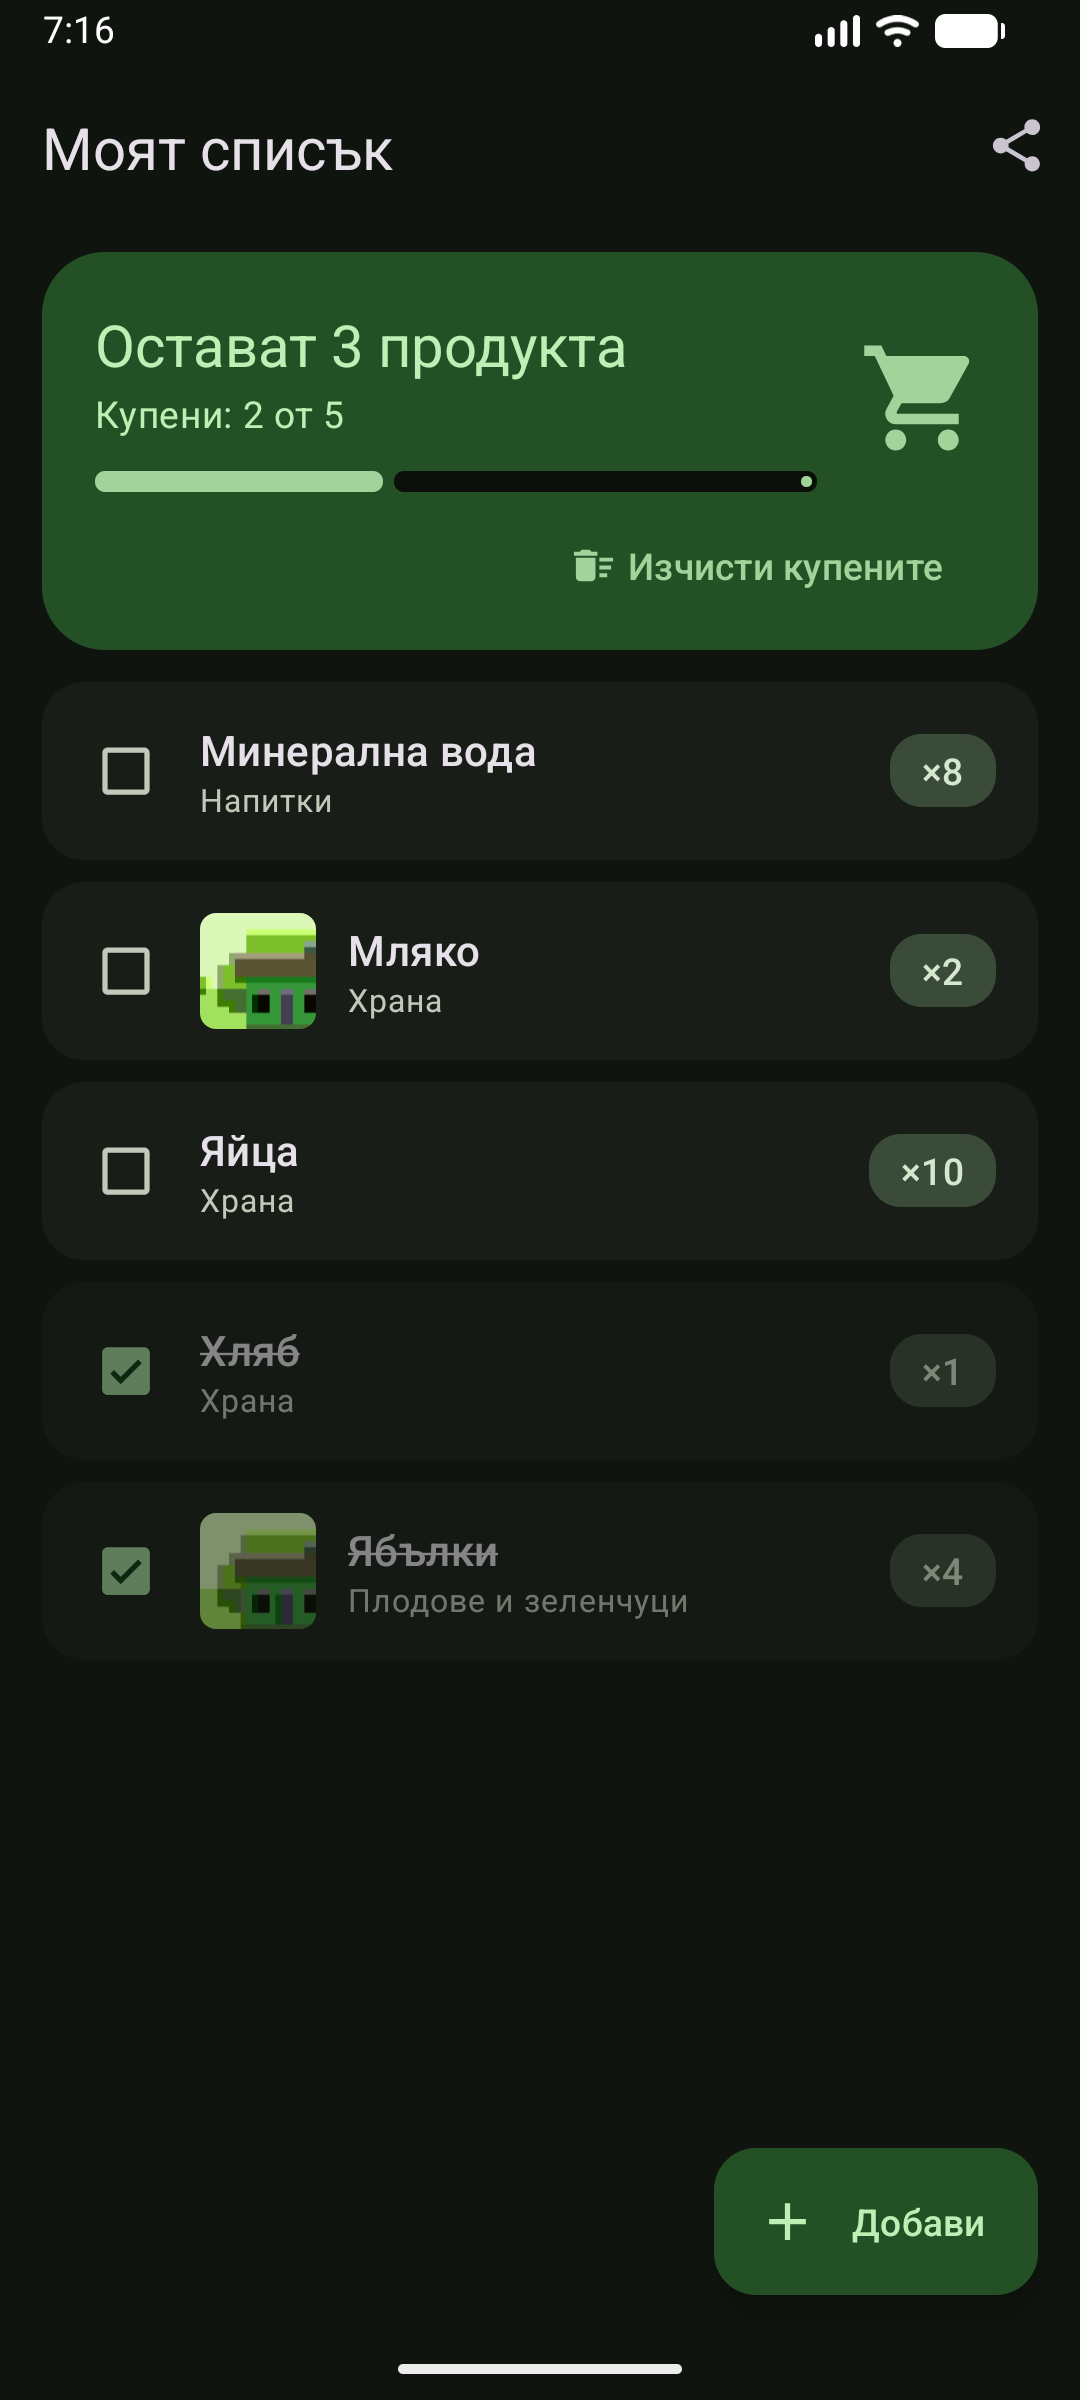 7:16
Моят списък
Остават 3 продукта
Купени: 2 от 5
Изчисти купените
Минерална вода
Напитки
×8
Мляко
Храна
×2
Яйца
Храна
×10
Хляб
Храна
×1
Ябълки
Плодове и зеленчуци
×4
Добави